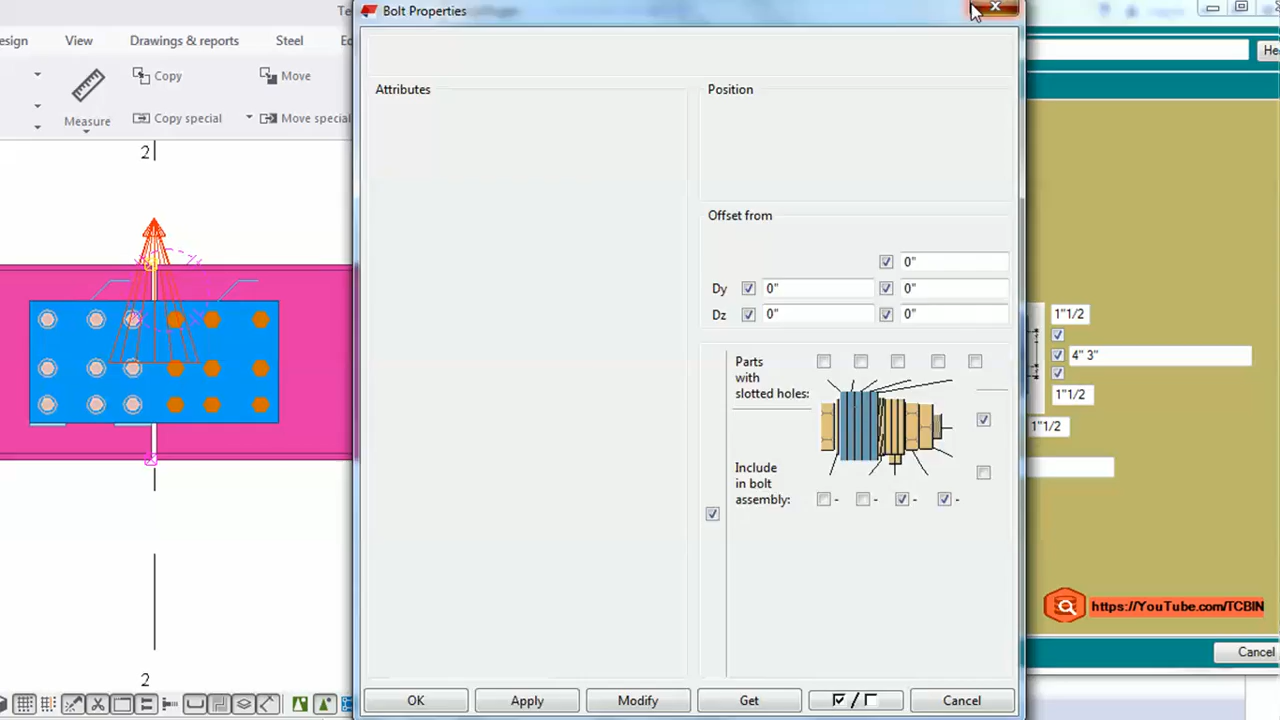 Bolt Properties
esign
View
Drawings & reports
Steel
Measure
Copy
Move
Copy special
Move special
2
2
Attributes
Position
Offset from
0"
Dy
0"
0"
Dz
0"
0"
Parts
with
slotted holes:
Include
in bolt
assembly:
-
-
-
-
OK
Apply
Modify
Get
/
Cancel
He
1"1/2
4" 3"
1"1/2
1"1/2
https://YouTube.com/TCBIN
Cancel